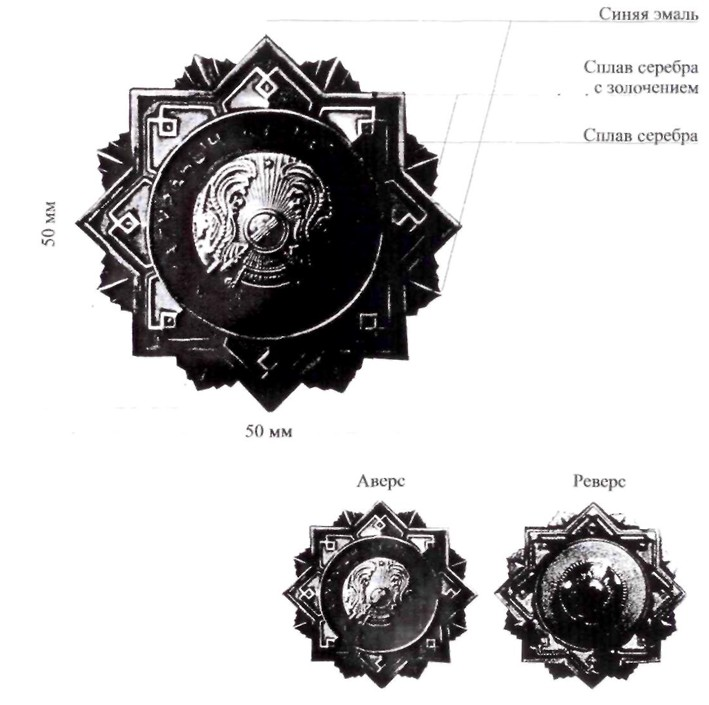 Синяя эмаль
Сплав серебра
с золочением
Сплав серебра
50 мм
50 мм
Аверс
Реверс